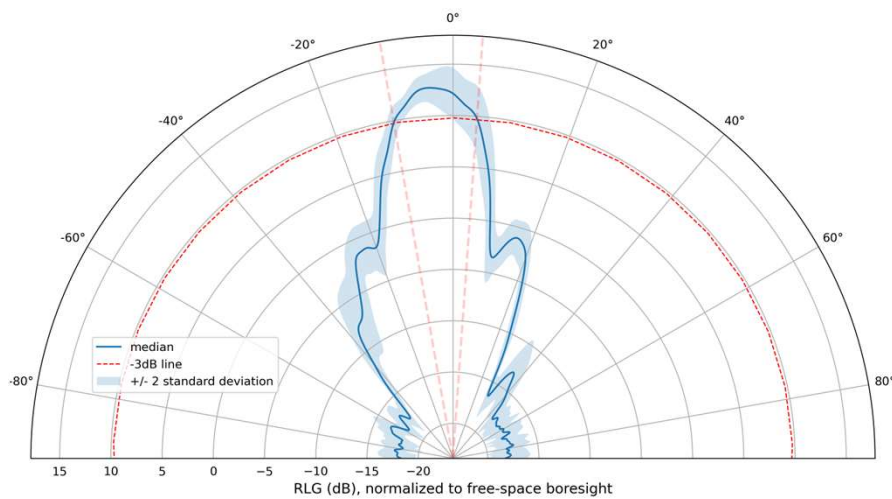 0°
-20° 20°
-40° 40°
-60° 60°
median
-3dB line
+/- 2 standard deviation
-80° 80°
15 10 5 0 −5 −10 −15 −20
RLG (dB), normalized to free-space boresight